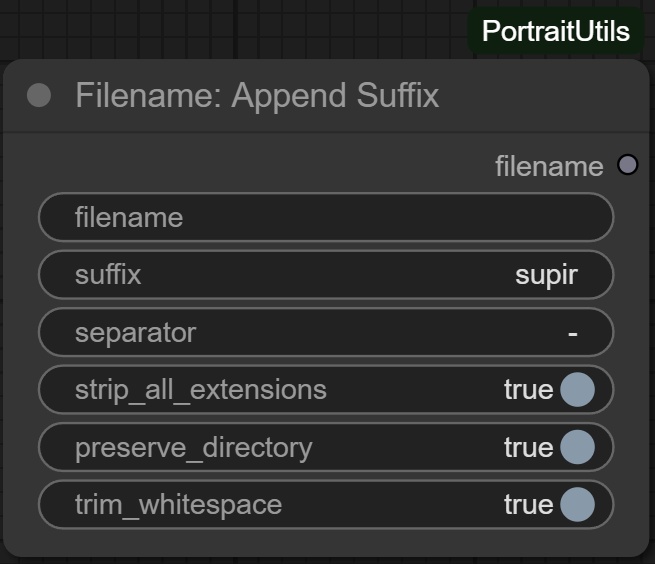 PortraitUtils
Filename: Append Suffix
filename
filename
suffix supir
separator -
strip_all_extensions true
preserve_directory true
trim_whitespace true